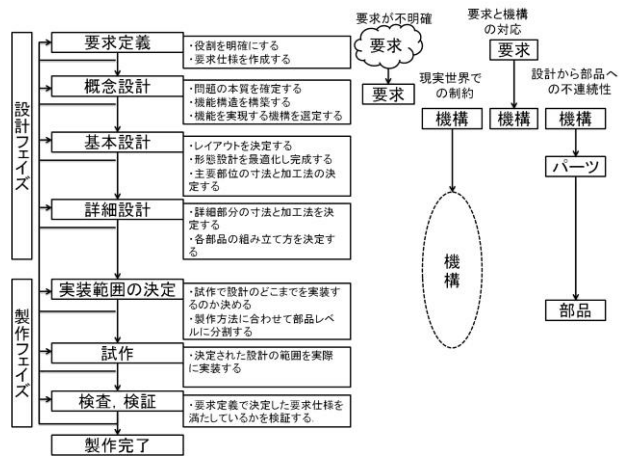 設計フェイズ
製作フェイズ
要求定義
・役割を明確にする
・要求仕様を作成する
概念設計
・問題の本質を確定する
・機能構造を構築する
・機能を実現する機構を選定する
基本設計
・レイアウトを決定する
・形態設計を最適化し完成する
・主要部位の寸法と加工法の決
定する
詳細設計
・詳細部分の寸法と加工法を決
定する
・各部品の組み立て方を決定す
る
実装範囲の決定
・試作で設計のどこまでを実装す
るのか決める
・製作方法に合わせて部品レベ
ルに分割する
試作
・決定された設計の範囲を実際
に実装する
検査，検証
・要求定義で決定した要求仕様を
満たしているかを検証する.
製作完了
要求が不明確
要求
要求
現実世界で
の制約
機構
機構
要求と機構
の対応
要求
機構
設計から部品へ
の不連続性
機構
パーツ
部品